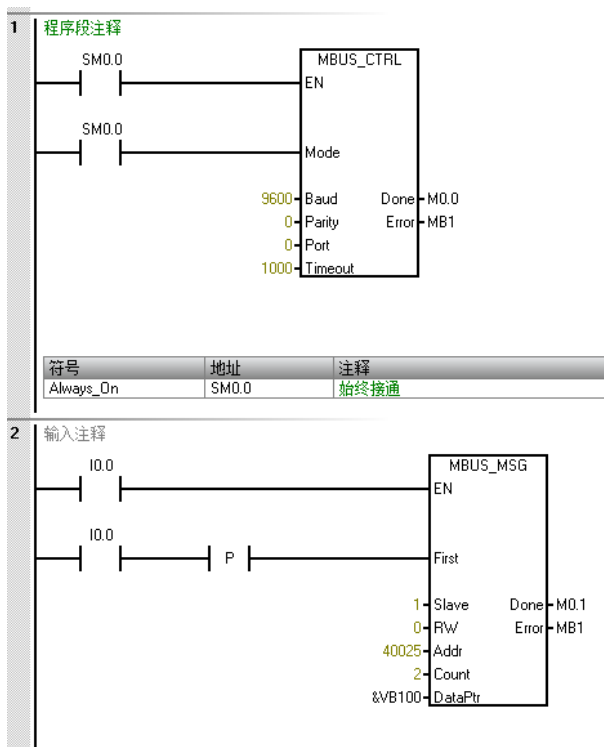 1 程序段注释
SM0.0 MBUS_CTRL
EN
SM0.0
Mode
9600 Baud Done M0.0
0 Parity Error MB1
0 Port
1000 Timeout
符号 地址 注释
Always_On SM0.0 始终接通
2 输入注释
I0.0 MBUS_MSG
EN
I0.0
P First
1 Slave Done M0.1
0 RW Error MB1
40025 Addr
2 Count
&VB100 DataPtr